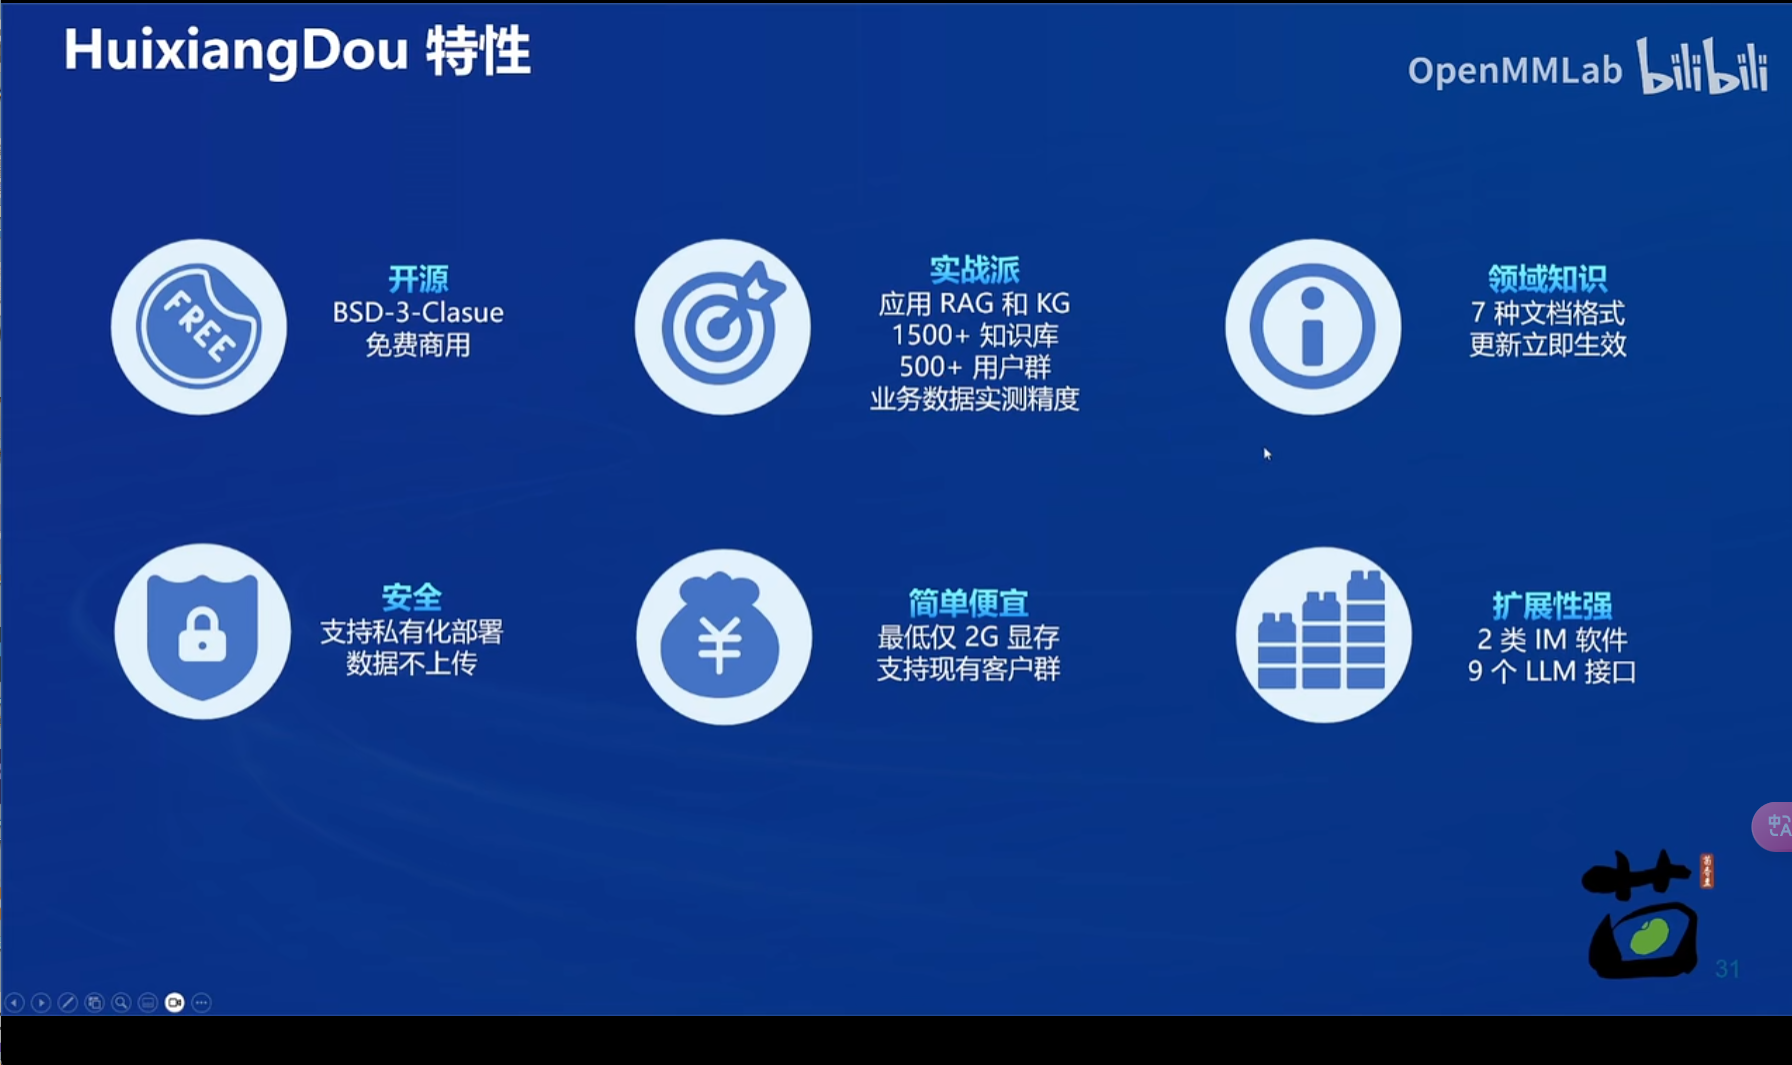 HuixiangDou 特性
OpenMMLab bilibili
FREE
开源
BSD-3-Clasue
免费商用
实战派
应用 RAG 和 KG
1500+ 知识库
500+ 用户群
业务数据实测精度
领域知识
7 种文档格式
更新立即生效
安全
支持私有化部署
数据不上传
¥
简单便宜
最低仅 2G 显存
支持现有客户群
扩展性强
2 类 IM 软件
9 个 LLM 接口
茴香豆
31